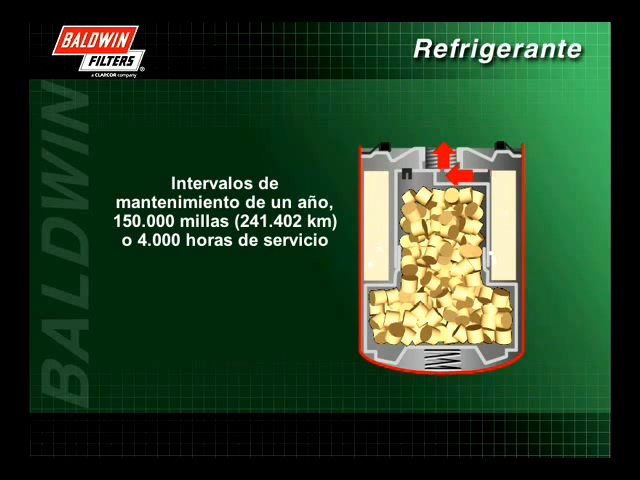 BALDWIN
FILTERS
a CLARCOR company
Refrigerante
BALDWIN
Intervalos de
mantenimiento de un año,
150.000 millas (241.402 km)
o 4.000 horas de servicio